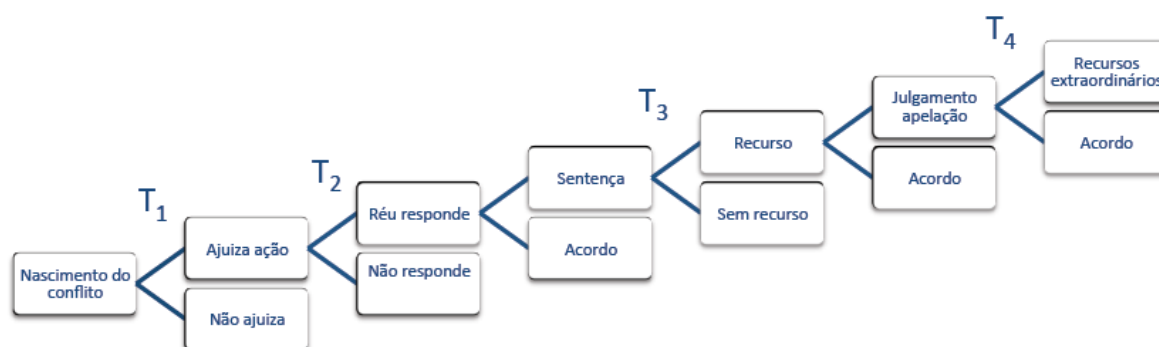 Nascimento do
conflito
T1
Ajuiza ação
Não ajuiza
T2
Réu responde
Não responde
Sentença
Acordo
T3
Recurso
Sem recurso
Julgamento
apelação
Acordo
T4
Recursos
extraordinários
Acordo